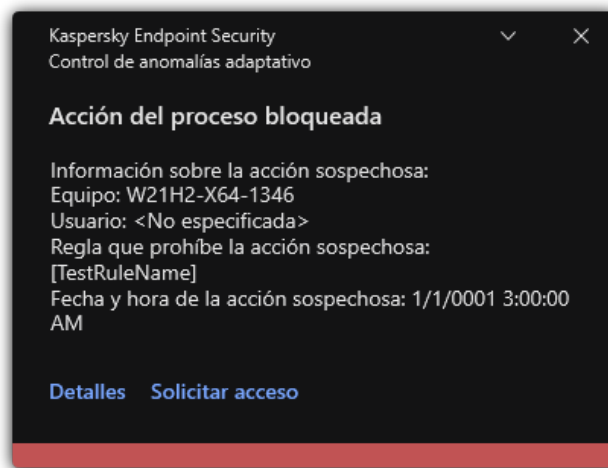 Kaspersky Endpoint Security
Control de anomalías adaptativo
Acción del proceso bloqueada
Información sobre la acción sospechosa:
Equipo: W21H2-X64-1346
Usuario: <No especificada>
Regla que prohíbe la acción sospechosa:
[TestRuleName]
Fecha y hora de la acción sospechosa: 1/1/0001 3:00:00
AM
Detalles Solicitar acceso